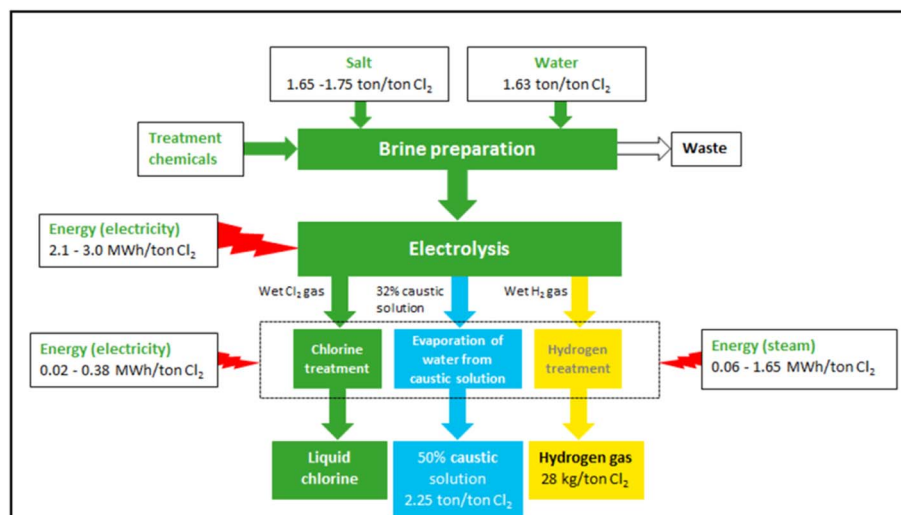 Salt
1.65 -1.75 ton/ton Cl₂
Water
1.63 ton/ton Cl₂
Treatment
chemicals
Brine preparation
Waste
Energy (electricity)
2.1 - 3.0 MWh/ton Cl₂
Electrolysis
Wet Cl₂ gas
32% caustic
solution
Wet H₂ gas
Energy (electricity)
0.02 - 0.38 MWh/ton Cl₂
Chlorine
treatment
Evaporation of
water from
caustic solution
Hydrogen
treatment
Energy (steam)
0.06 - 1.65 MWh/ton Cl₂
Liquid
chlorine
50% caustic
solution
2.25 ton/ton Cl₂
Hydrogen gas
28 kg/ton Cl₂